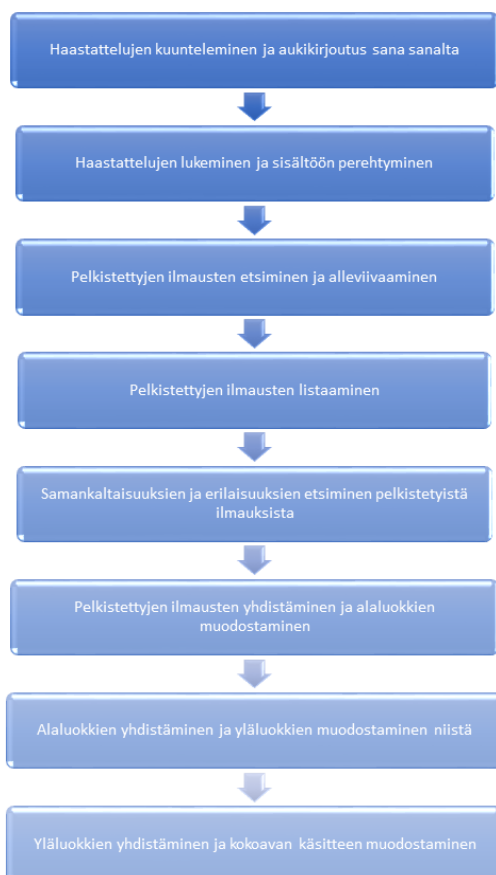 Haastattelujen kuunteleminen ja aukikirjoitus sana sanalta
Haastattelujen lukeminen ja sisältöön perehtyminen
Pelkistettyjen ilmausten etsiminen ja alleviivaaminen
Pelkistettyjen ilmausten listaaminen
Samankaltaisuuksien ja erilaisuuksien etsiminen pelkistetyistä
ilmauksista
Pelkistettyjen ilmausten yhdistäminen ja alaluokkien
muodostaminen
Alaluokkien yhdistäminen ja yläluokkien muodostaminen niistä
Yläluokkien yhdistäminen ja kokoavan käsitteen muodostaminen